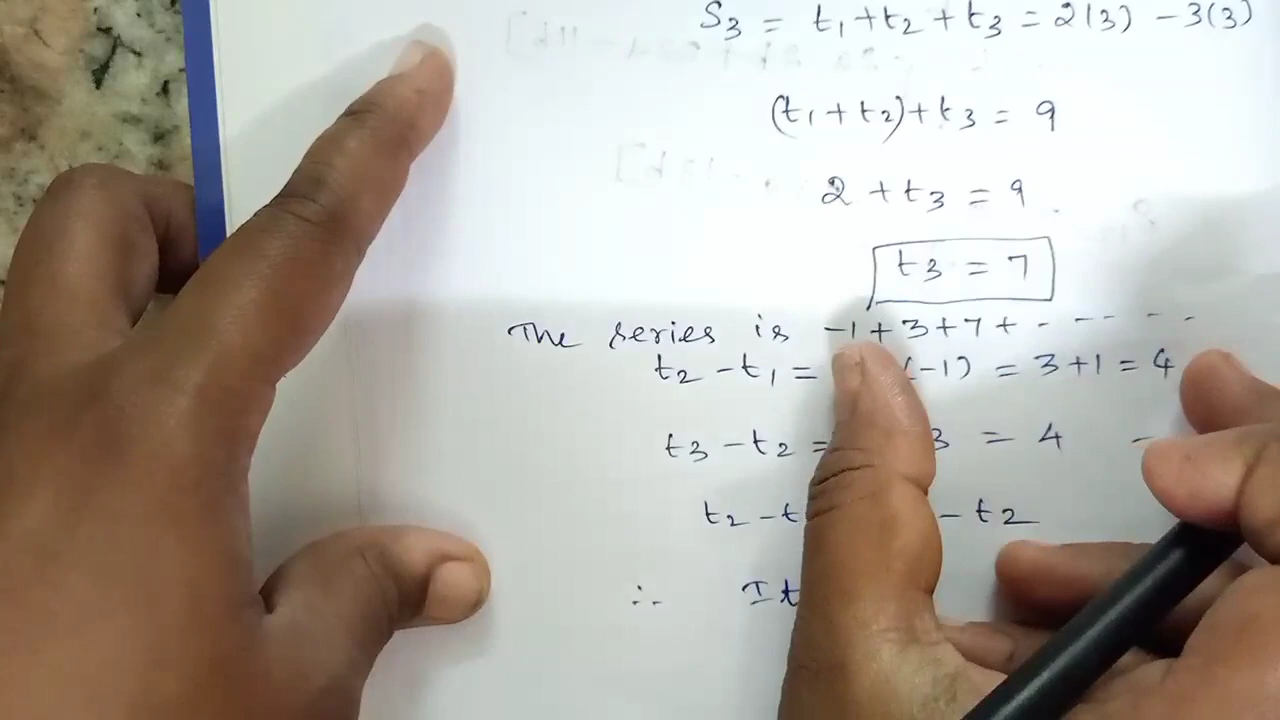 S3 = t1+t2+t3 = 2(3) -3(3)
(t1+t2)+t3 = 9
2 +t3 = 9
t3 = 7
The series is -1+3+7+ - - - - -
t2 -t1 = (-1) = 3+1 = 4
t3 -t2 = 3 = 4 -
t2 -t - t2
∴ It